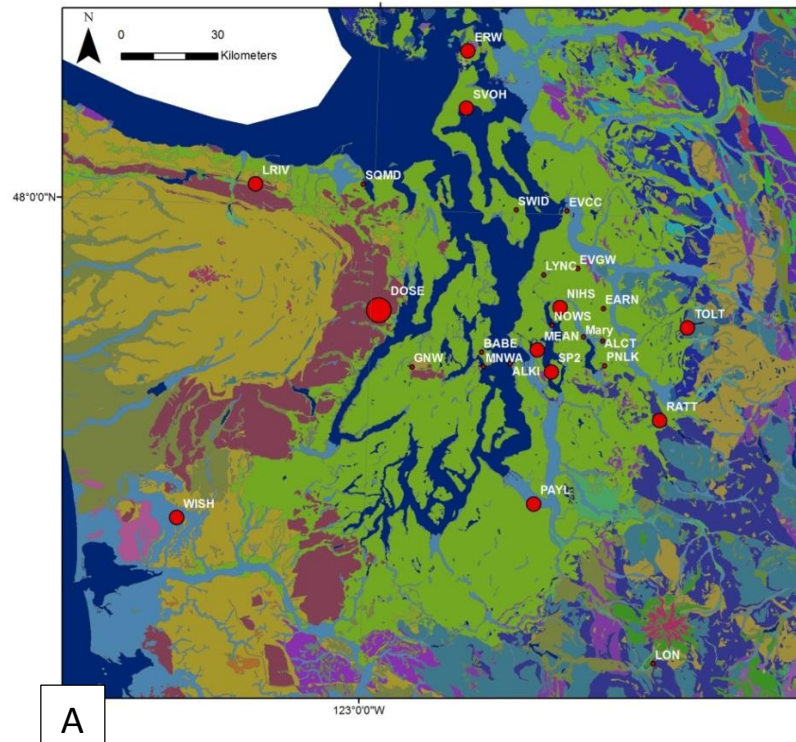 N
0 30
Kilometers
ERW
SVOH
LRIV
SQMD
48°0'0"N
SWID
EVCC
LYNC
EVGW
DOSE
NIHS
EARN
TOLT
NOWS
BABE
MEAN
Mary
ALCT
GNW
MNWA
ALKI
SP2
PNLK
RATT
WISH
PAYL
LON
A
123°0'0"W